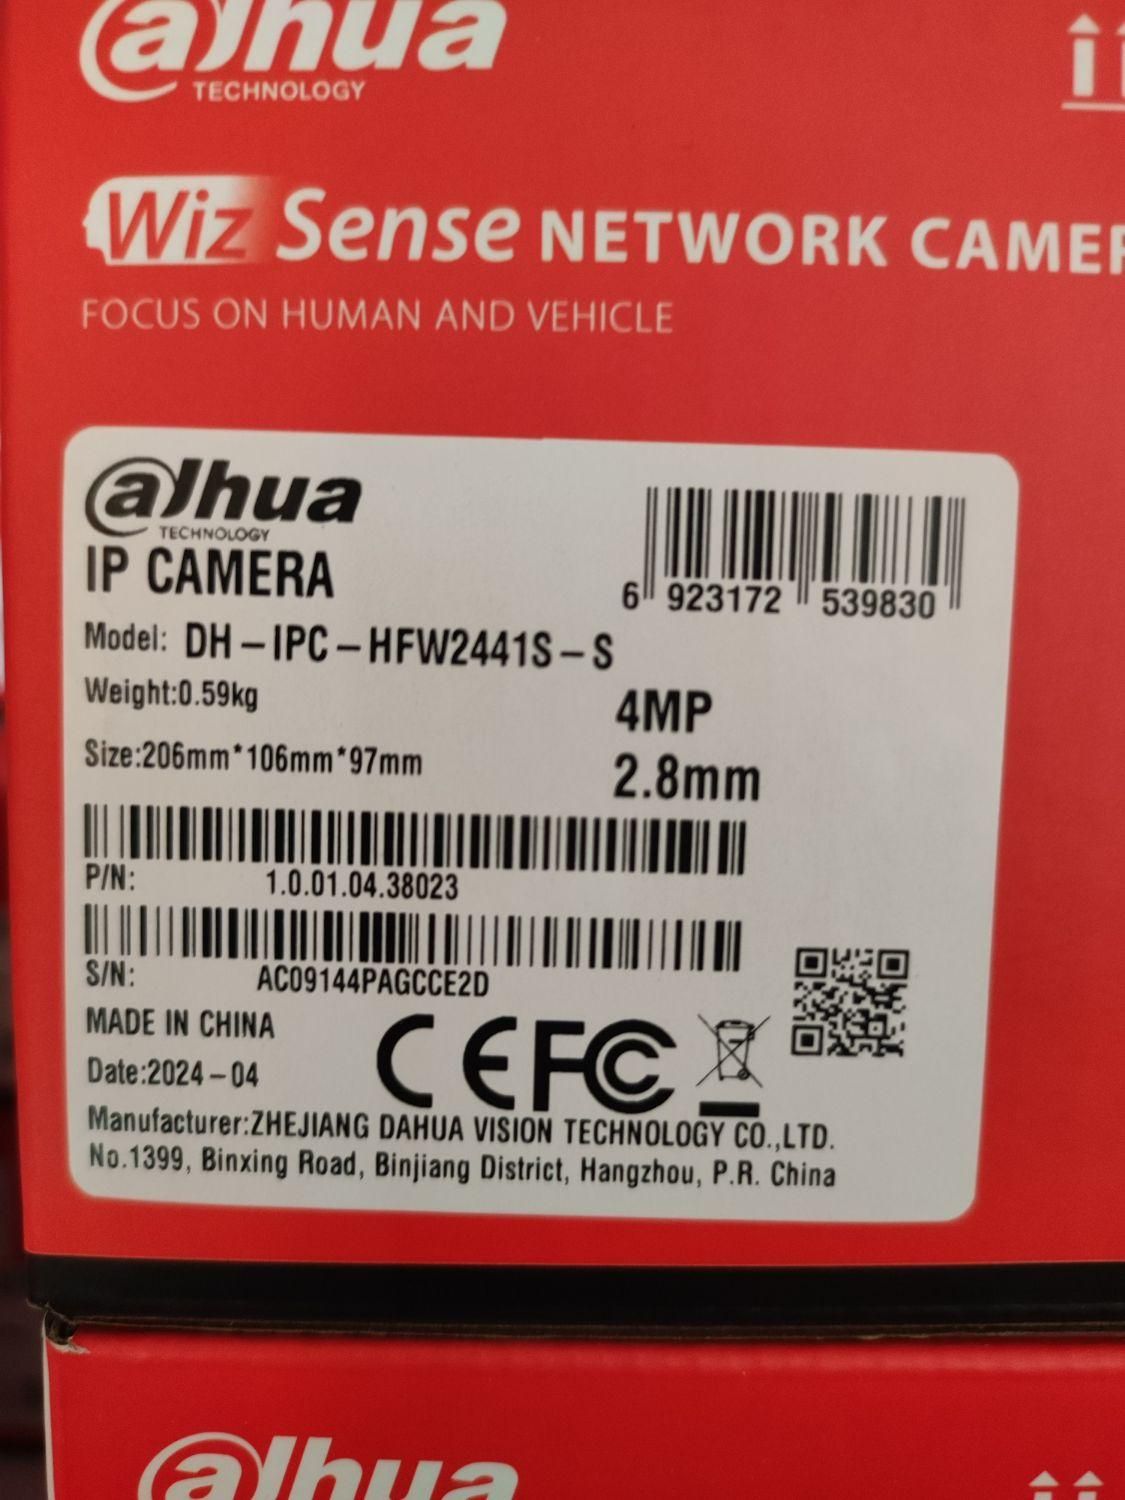 alhua
TECHNOLOGY
Wiz Sense NETWORK CAMER
FOCUS ON HUMAN AND VEHICLE
alhua
TECHNOLOGY
IP CAMERA
6 923172 539830
Model: DH-IPC-HFW2441S-S
Weight:0.59kg
4MP
Size:206mm*106mm*97mm
2.8mm
P/N: 1.0.01.04.38023
S/N: AC09144PAGCCE2D
MADE IN CHINA
CE FC
Date:2024-04
Manufacturer:ZHEJIANG DAHUA VISION TECHNOLOGY CO.,LTD.
No.1399, Binxing Road, Binjiang District, Hangzhou, P.R. China
alhua